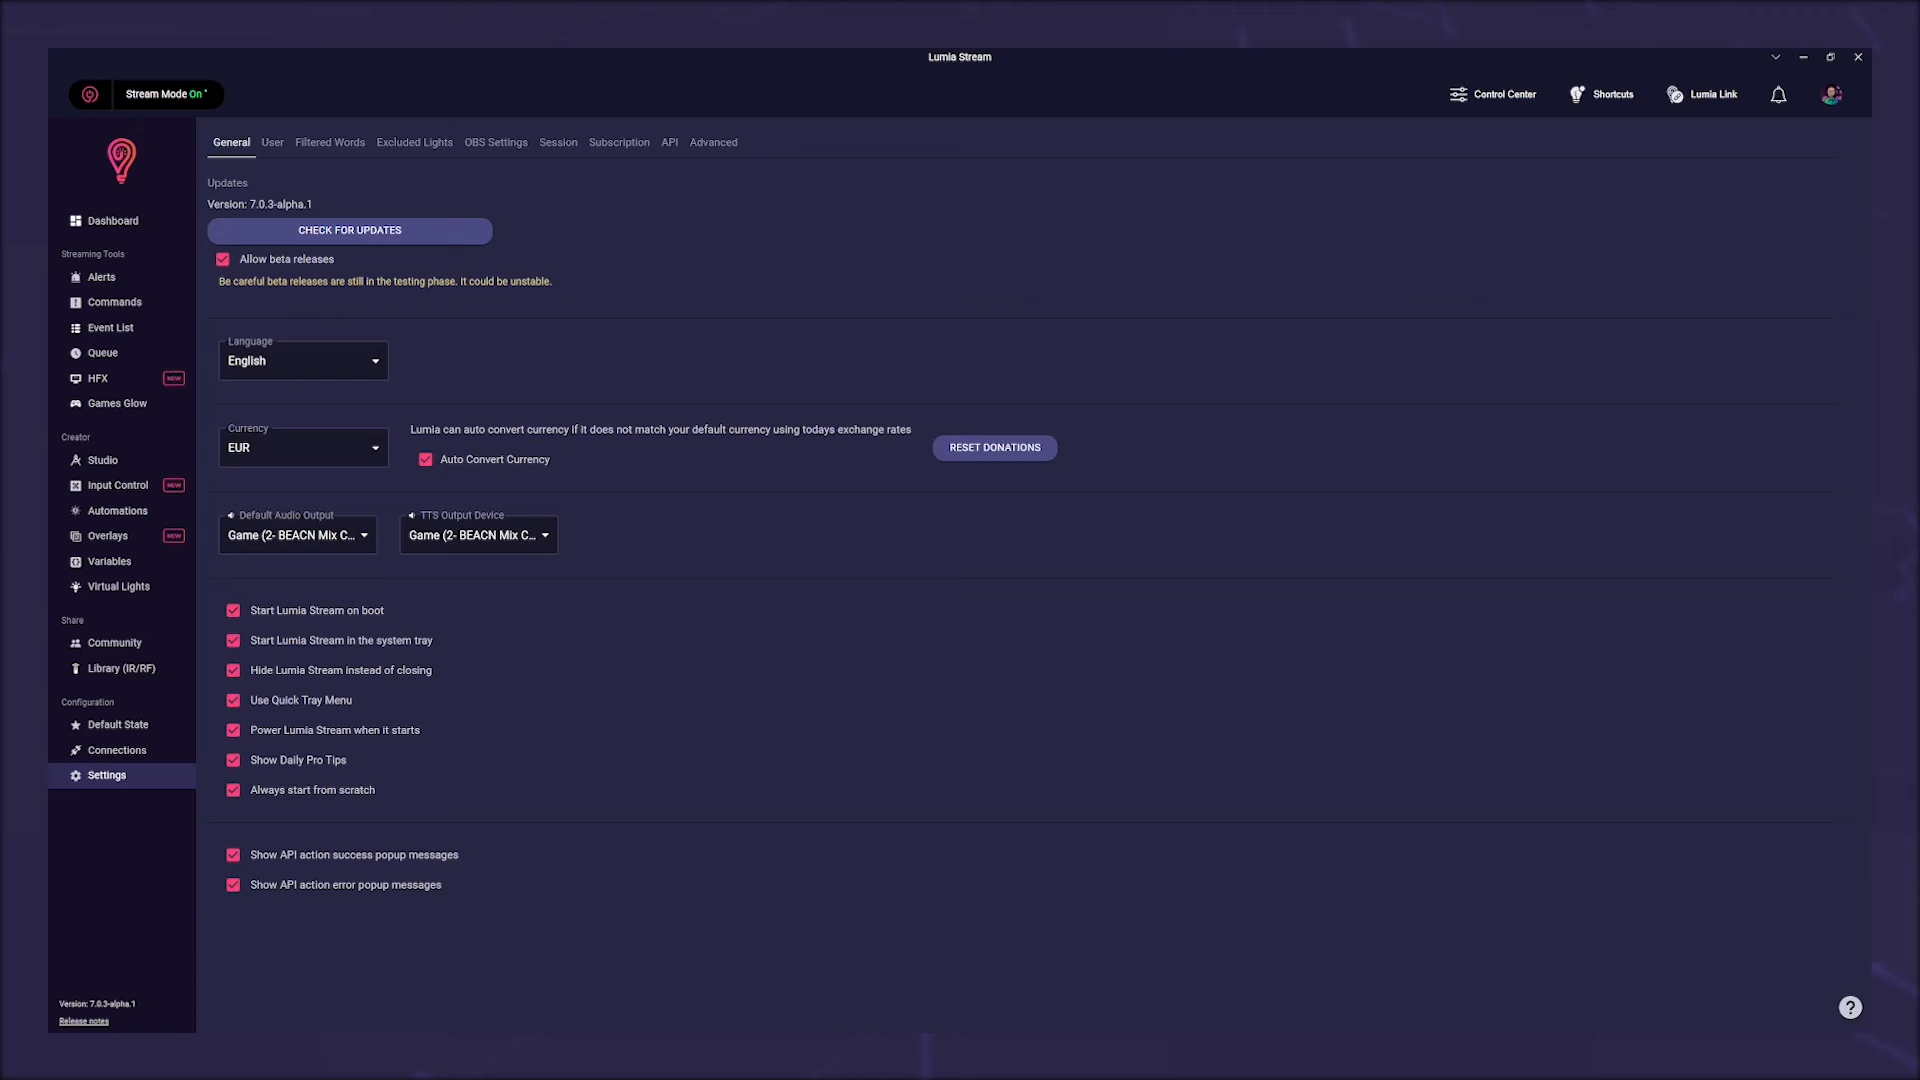 Lumia Stream
Stream Mode On
Control Center
Shortcuts
Lumia Link
General User Filtered Words Excluded Lights OBS Settings Session Subscription API Advanced
Dashboard
Streaming Tools
Alerts
Commands
Event List
Queue
HFX NEW
Games Glow
Creator
Studio
Input Control NEW
Automations
Overlays NEW
Variables
Virtual Lights
Share
Community
Library (IR/RF)
Configuration
Default State
Connections
Settings
Version: 7.0.3-alpha.1
Release notes
Updates
Version: 7.0.3-alpha.1
CHECK FOR UPDATES
Allow beta releases
Be careful beta releases are still in the testing phase. It could be unstable.
Language
English
Currency
EUR
Lumia can auto convert currency if it does not match your default currency using todays exchange rates
Auto Convert Currency
RESET DONATIONS
Default Audio Output
Game (2- BEACN Mix C...
TTS Output Device
Game (2- BEACN Mix C...
Start Lumia Stream on boot
Start Lumia Stream in the system tray
Hide Lumia Stream instead of closing
Use Quick Tray Menu
Power Lumia Stream when it starts
Show Daily Pro Tips
Always start from scratch
Show API action success popup messages
Show API action error popup messages
?